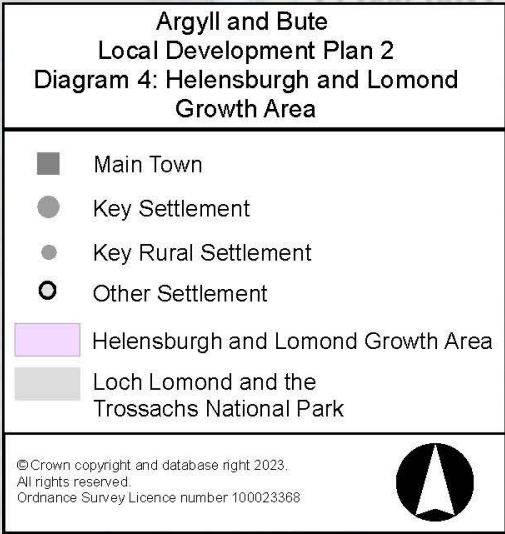 Argyll and Bute
Local Development Plan 2
Diagram 4: Helensburgh and Lomond
Growth Area
Main Town
Key Settlement
Key Rural Settlement
Other Settlement
Helensburgh and Lomond Growth Area
Loch Lomond and the
Trossachs National Park
© Crown copyright and database right 2023.
All rights reserved.
Ordnance Survey Licence number 100023368